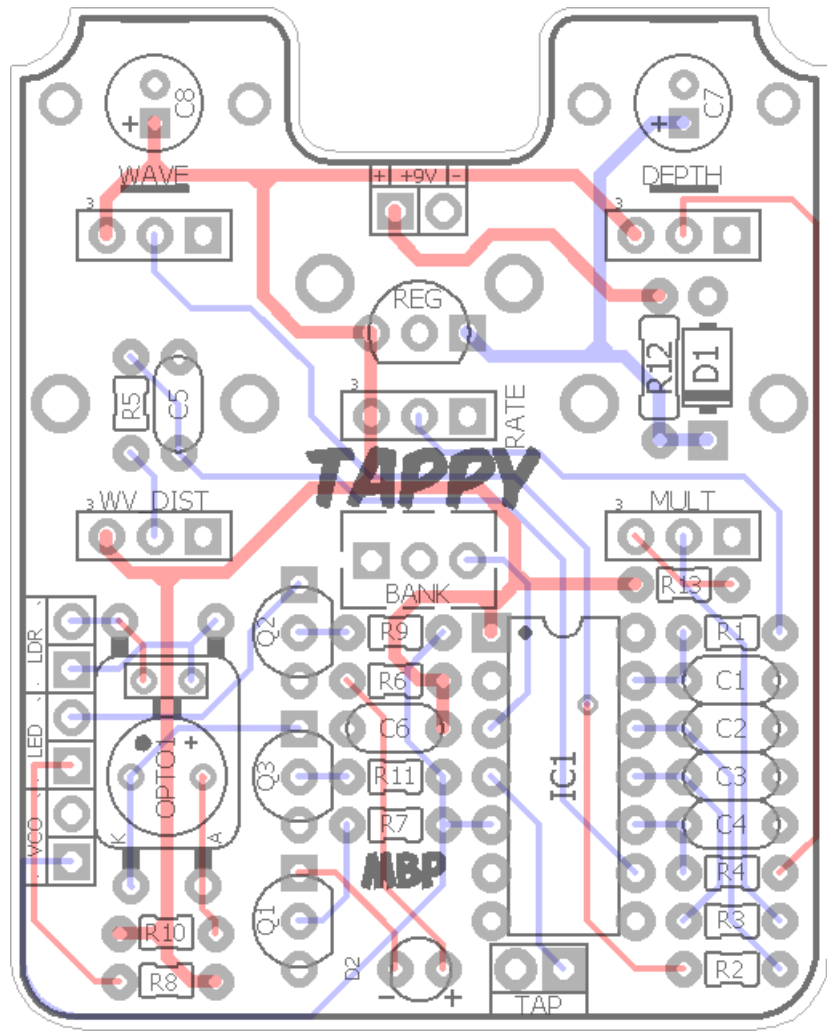 C8 C7
+ +
WAVE + +9V - DEPTH
3 3
REG
R12 D1
R5 C5 3 RATE
TAPPY
3 WV DIST 3 MULT
BANK R13
LDR Q2 R9 R1
R6 C1
LED C6 C2
OPTO1 + Q3 R11 IC1 C3
VCO R7 C4
K A MBP R4
R10 Q1 R3
R8 D2 R2
- +
TAP